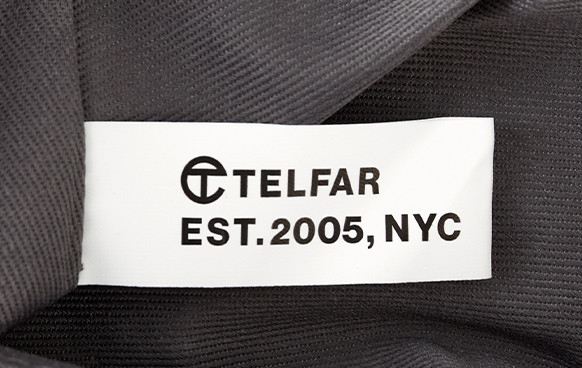 TELFAR
EST. 2005, NYC